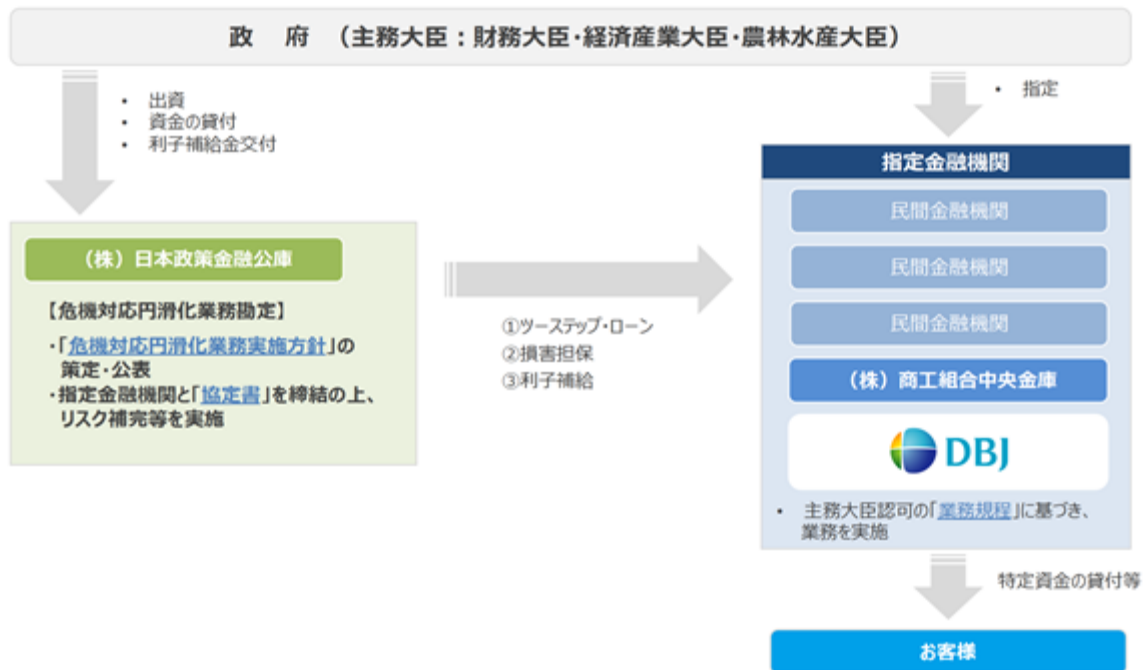 政　府　（主務大臣：財務大臣・経済産業大臣・農林水産大臣）
・ 出資
・ 資金の貸付
・ 利子補給金交付
・ 指定
（株）日本政策金融公庫
【危機対応円滑化業務勘定】
・「危機対応円滑化業務実施方針」の
策定・公表
・指定金融機関と「協定書」を締結の上、
リスク補完等を実施
①ツーステップ・ローン
②損害担保
③利子補給
指定金融機関
民間金融機関
民間金融機関
民間金融機関
（株）商工組合中央金庫
DBJ
・ 主務大臣認可の「業務規程」に基づき、
業務を実施
特定資金の貸付等
お客様